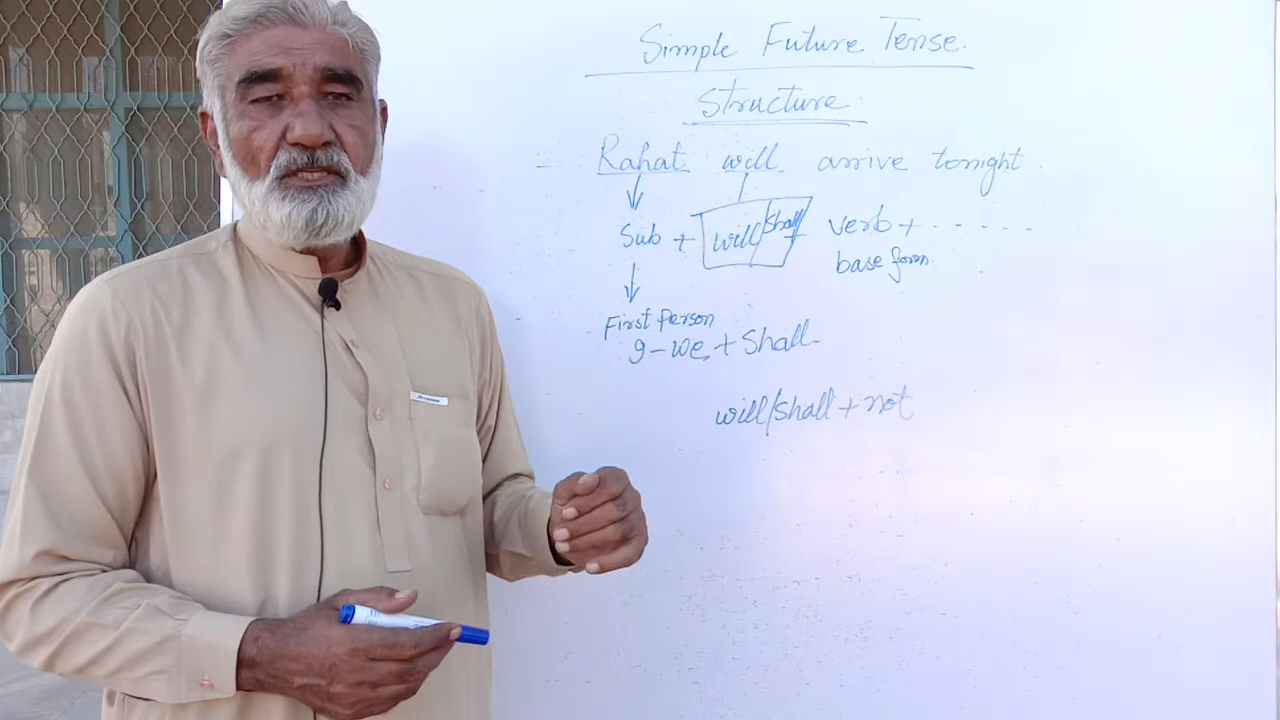 Simple Future Tense.
Structure.
– Rahat will arrive tonight.
Sub + will/shall verb + - - - - - -
base form.
First Person
I - we + Shall
will/shall + not